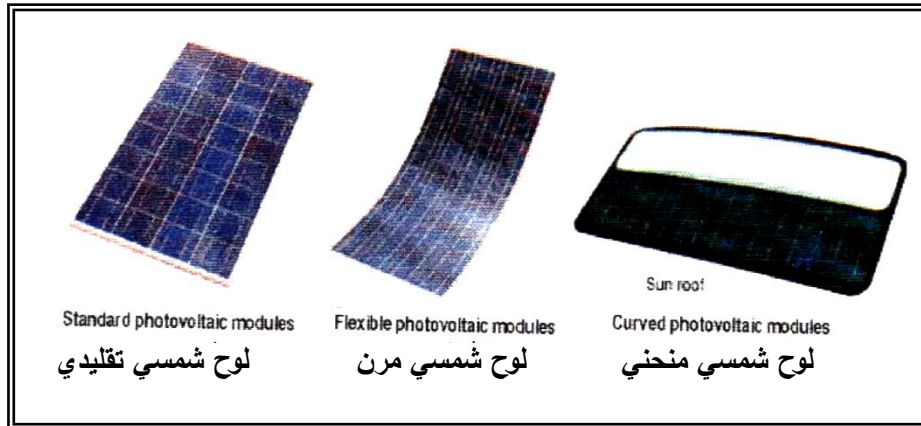 Sun roof
Standard photovoltaic modules
Flexible photovoltaic modules
Curved photovoltaic modules
لوح شمسي تقليدي
لوح شمسي مرن
لوح شمسي منحني